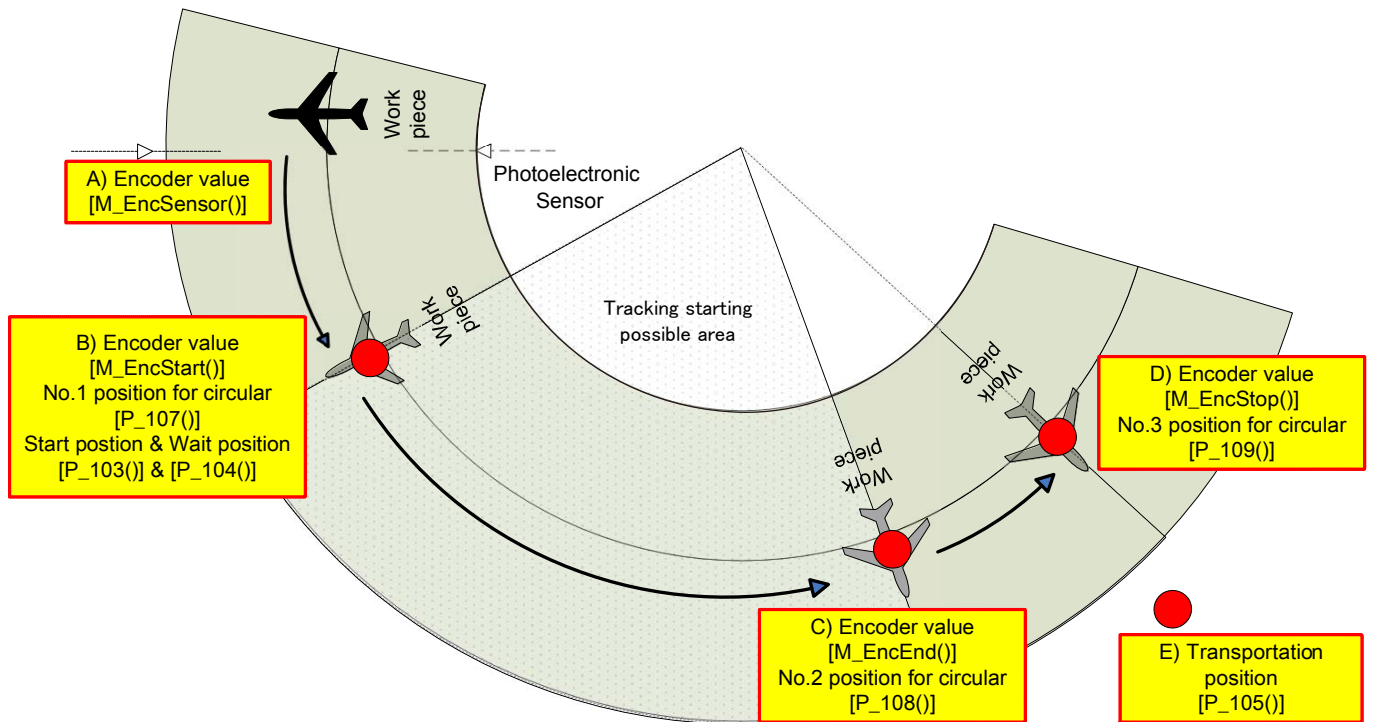 Work
piece
Photoelectronic
Sensor
A) Encoder value
[M_EncSensor()]
Work
piece
Tracking starting
possible area
B) Encoder value
[M_EncStart()]
No.1 position for circular
[P_107()]
Start postion & Wait position
[P_103()] & [P_104()]
Work
piece
D) Encoder value
[M_EncStop()]
No.3 position for circular
[P_109()]
Work
piece
C) Encoder value
[M_EncEnd()]
No.2 position for circular
[P_108()]
E) Transportation
position
[P_105()]